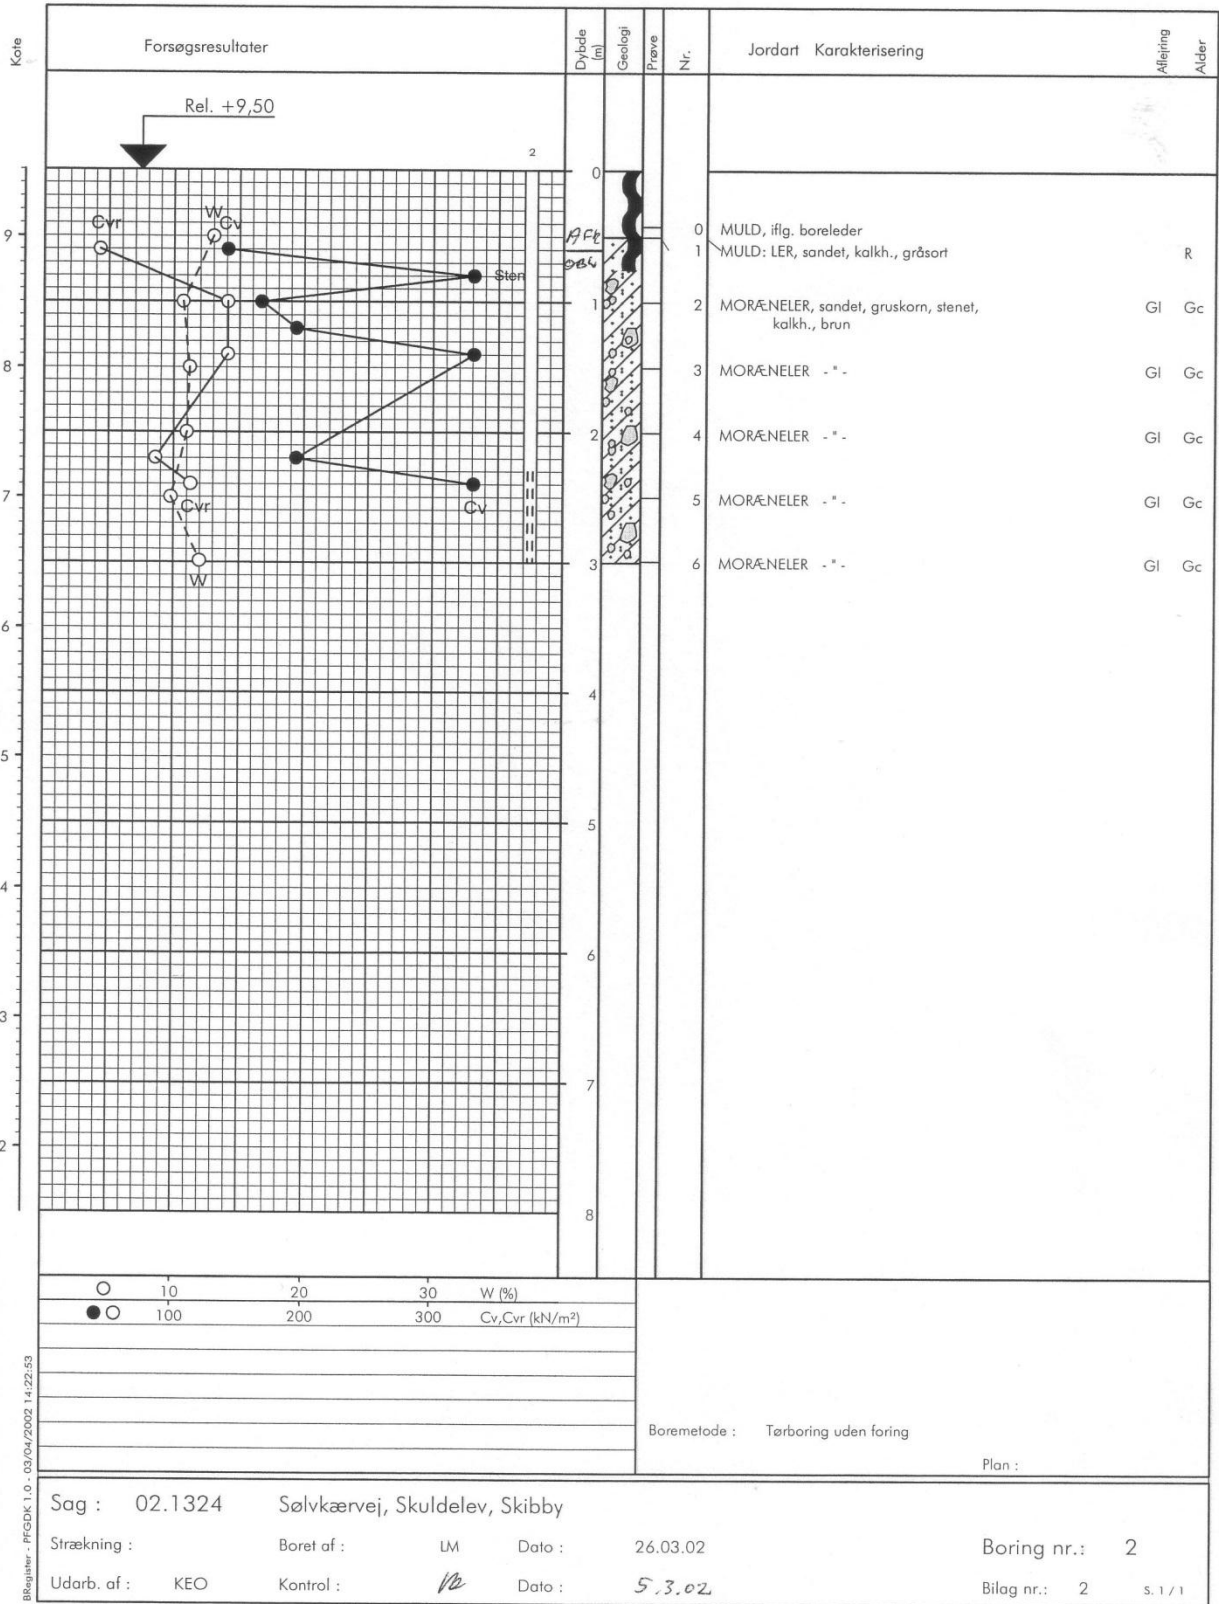 Kote
Forsøgsresultater
Dybde (m)
Geologi
Prøve
Nr.
Jordart Karakterisering
Aflejring
Alder
Rel. +9,50
2
0
Cvr
W
Cv
9
0 MULD, iflg. boreleder
1 MULD: LER, sandet, kalkh., gråsort R
Sten
1
2 MORÆNELER, sandet, gruskorn, stenet, Gl Gc
kalkh., brun
8
3 MORÆNELER - " - Gl Gc
2
4 MORÆNELER - " - Gl Gc
7
Cvr
Cv
5 MORÆNELER - " - Gl Gc
3
W
6 MORÆNELER - " - Gl Gc
6
4
5
5
4
6
3
7
2
8
10 20 30 W (%)
100 200 300 Cv,Cvr (kN/m²)
Boremetode : Tørboring uden foring
Plan :
BRegister - PFGDK 1.0 - 03/04/2002 14:22:53
Sag : 02.1324 Sølvkærvej, Skuldelev, Skibby
Strækning : Boret af : LM Dato : 26.03.02 Boring nr.: 2
Udarb. af : KEO Kontrol : Dato : 5.3.02 Bilag nr.: 2 s. 1 / 1